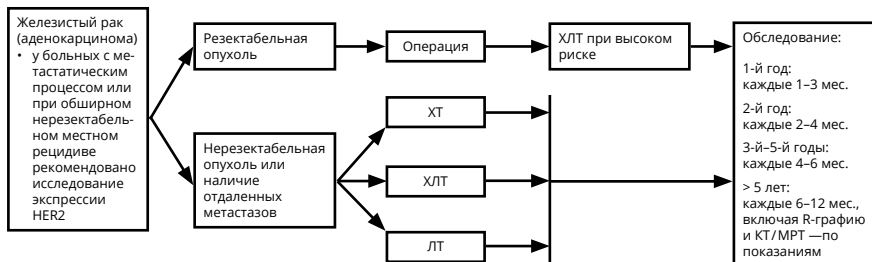 Железистый рак
(аденокарцинома)
• у больных с ме-
тастатическим
процессом или
при обширном
нерезектабель-
ном местном
рецидиве
рекомендовано
исследование
экспрессии
HER2
Резектабельная
опухоль
Операция
ХЛТ при высоком
риске
Нерезектабельная
опухоль или
наличие
отдаленных
метастазов
ХТ
ХЛТ
ЛТ
Обследование:
1-й год:
каждые 1–3 мес.
2-й год:
каждые 2–4 мес.
3-й–5-й годы:
каждые 4–6 мес.
> 5 лет:
каждые 6–12 мес.,
включая R-графию
и КТ/МРТ —по
показаниям